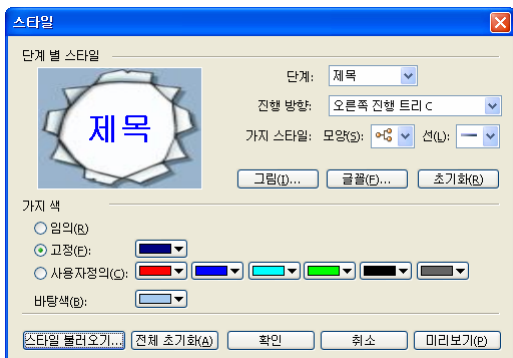 스타일
단계 별 스타일
제목
단계: 제목
진행 방향: 오른쪽 진행 트리 C
가지 스타일: 모양(S): 선(L):
그림(I)... 글꼴(F)... 초기화(R)
가지 색
임의(R)
고정(F):
사용자정의(C):
바탕색(B):
스타일 불러오기... 전체 초기화(A) 확인 취소 미리보기(P)